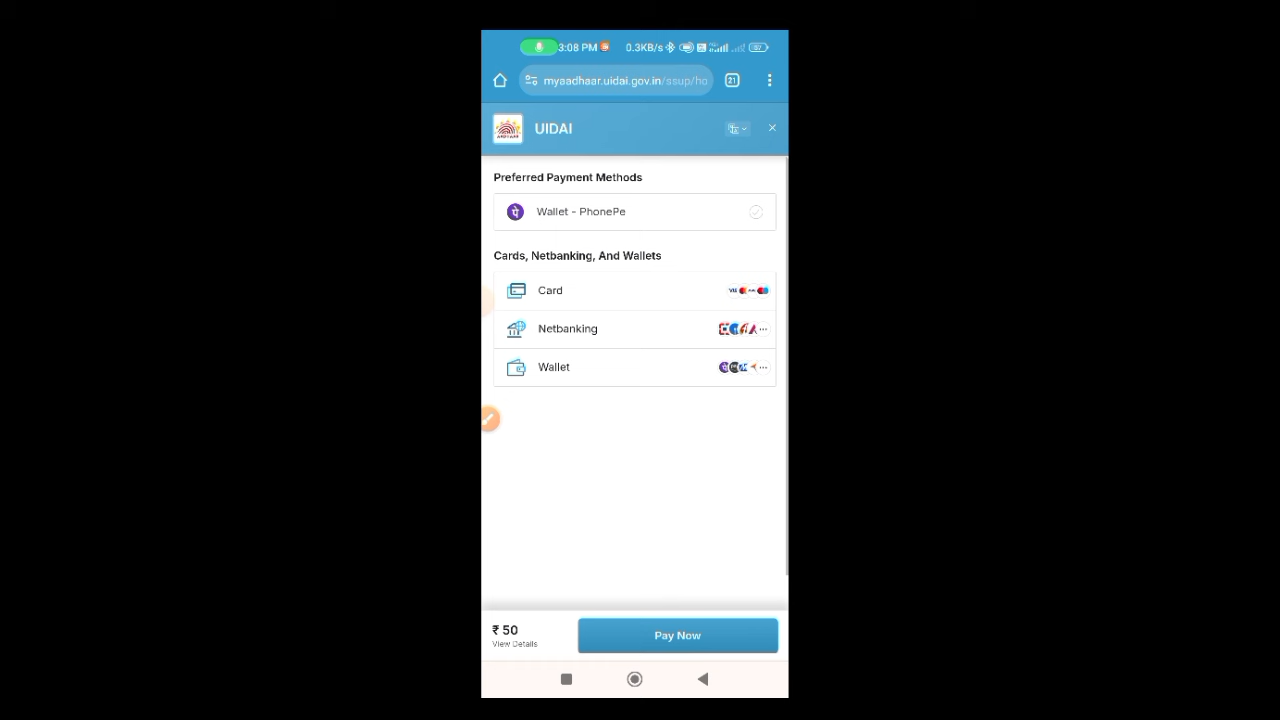 3:08 PM 0.3KB/s
myaadhaar.uidai.gov.in/ssup/ho 21
UIDAI
Preferred Payment Methods
Wallet - PhonePe
Cards, Netbanking, And Wallets
Card
Netbanking
Wallet
₹ 50
View Details
Pay Now